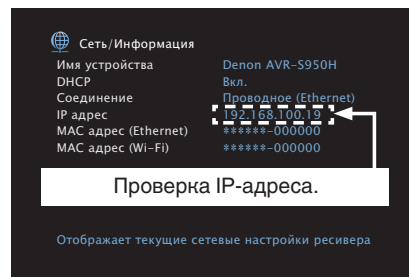 Сеть/Информация
Имя устройства Denon AVR-S950H
DHCP Вкл.
Соединение Проводное (Ethernet)
IP адрес 192.168.100.19
MAC адрес (Ethernet) ******-000000
MAC адрес (Wi-Fi) ******-000000
Проверка IP-адреса.
Отображает текущие сетевые настройки ресивера